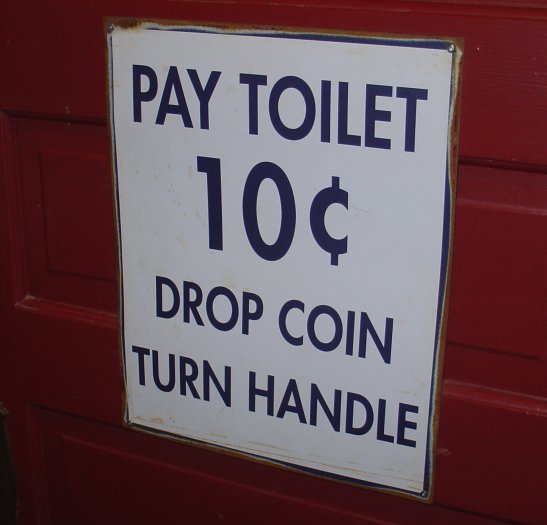 PAY TOILET
10¢
DROP COIN
TURN HANDLE